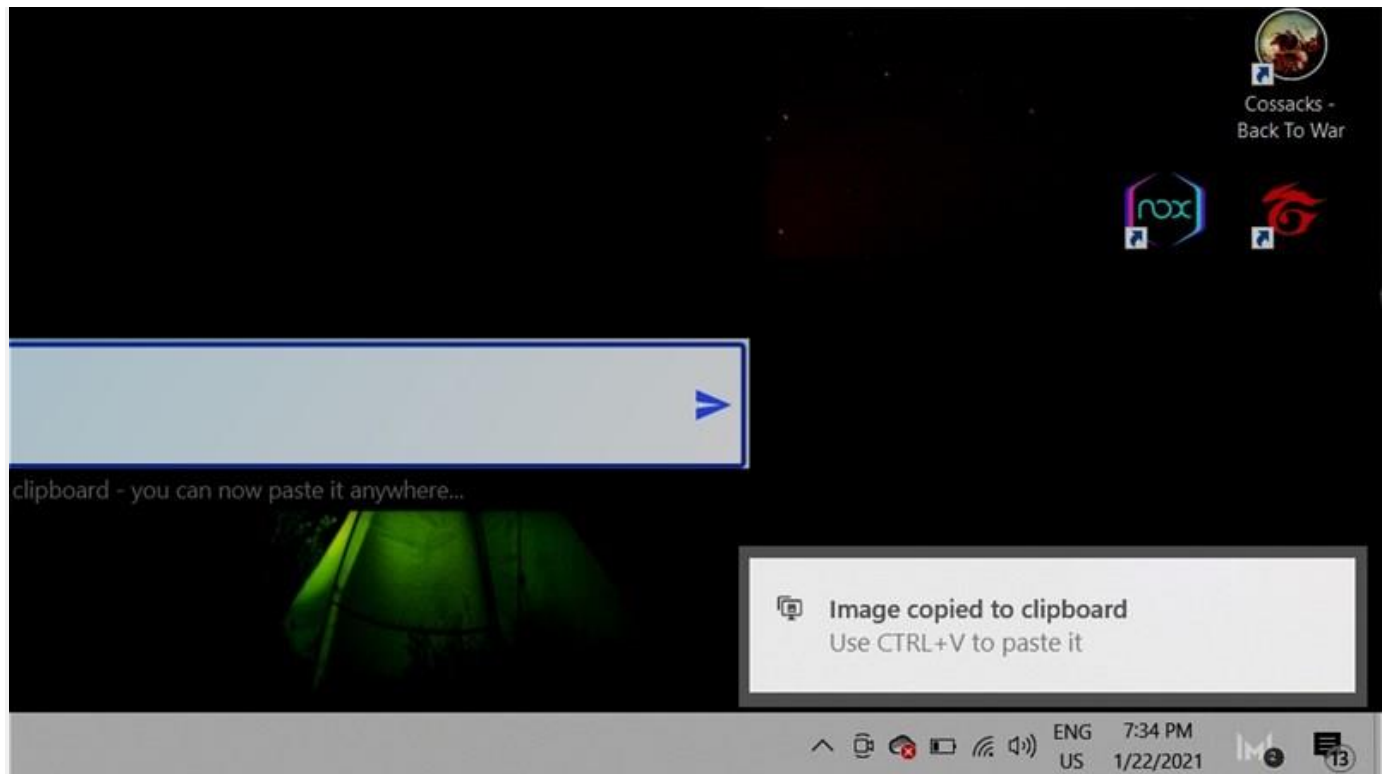 Cossacks -
Back To War
nox
clipboard - you can now paste it anywhere...
Image copied to clipboard
Use CTRL+V to paste it
ENG
US
7:34 PM
1/22/2021
M
2
13